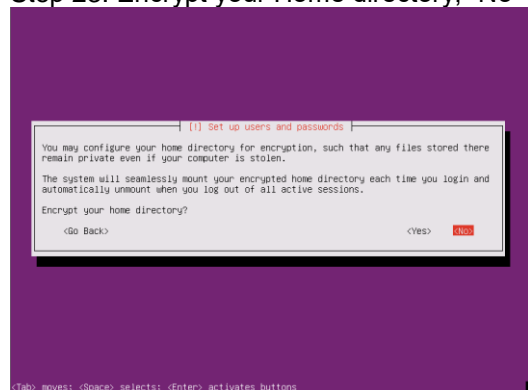 Step 28: Encrypt your Home directory, "No"
[!] Set up users and passwords
You may configure your home directory for encryption, such that any files stored there
remain private even if your computer is stolen.
The system will seamlessly mount your encrypted home directory each time you login and
automatically unmount when you log out of all active sessions.
Encrypt your home directory?
<Go Back> <Yes> <No>
<Tab> moves; <Space> selects; <Enter> activates buttons